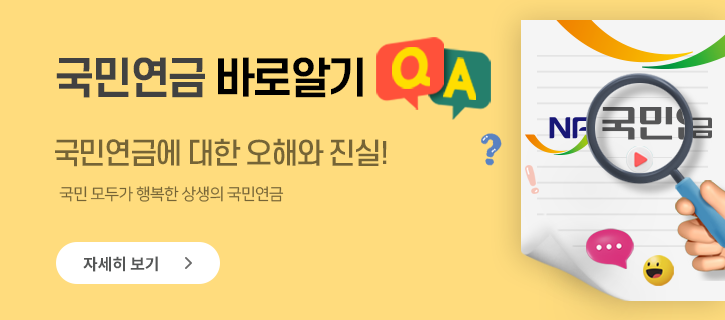 국민연금 바로알기
Q A
국민연금에 대한 오해와 진실!
국민 모두가 행복한 상생의 국민연금
자세히 보기
국민연금